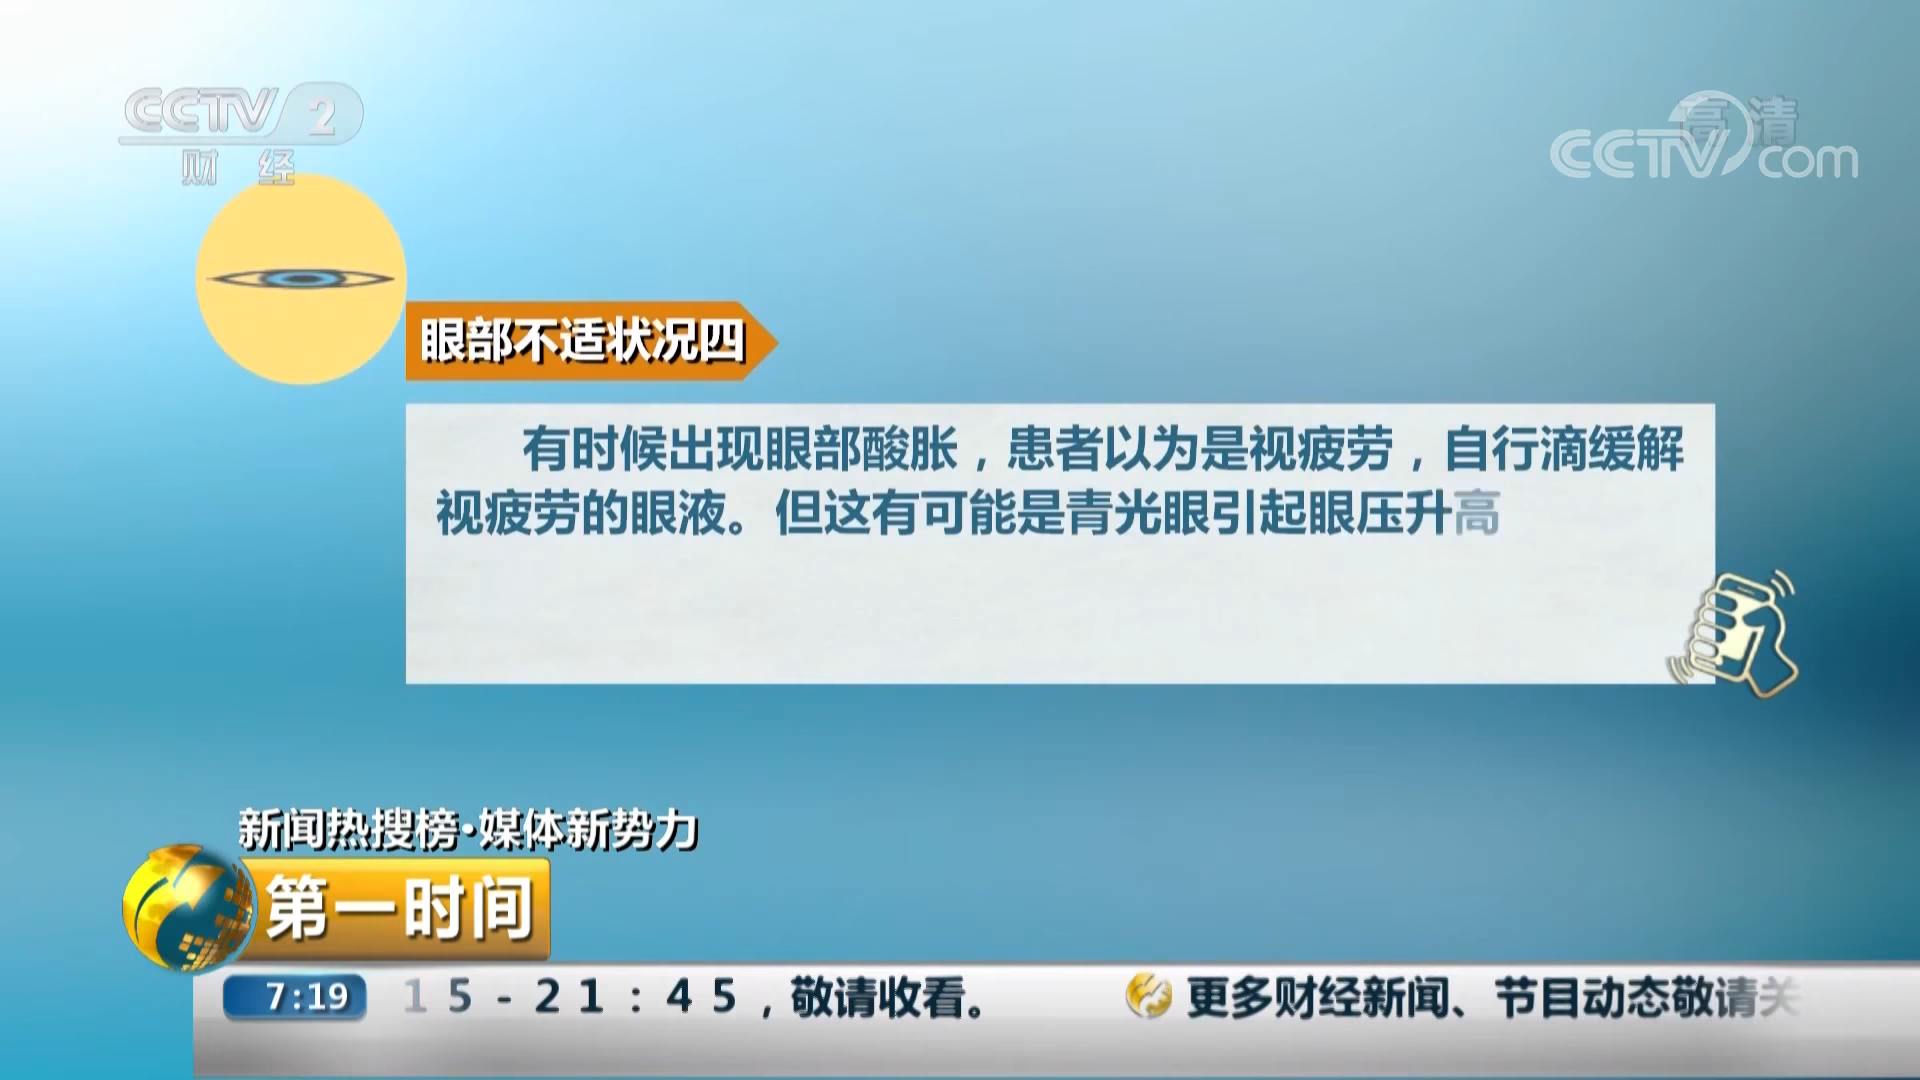 CCTV 2
财 经
高清
CCTV.com
眼部不适状况四
有时候出现眼部酸胀，患者以为是视疲劳，自行滴缓解
视疲劳的眼液。但这有可能是青光眼引起眼压升高
新闻热搜榜·媒体新势力
第一时间
7:19
15-21:45，敬请收看。
更多财经新闻、节目动态敬请关